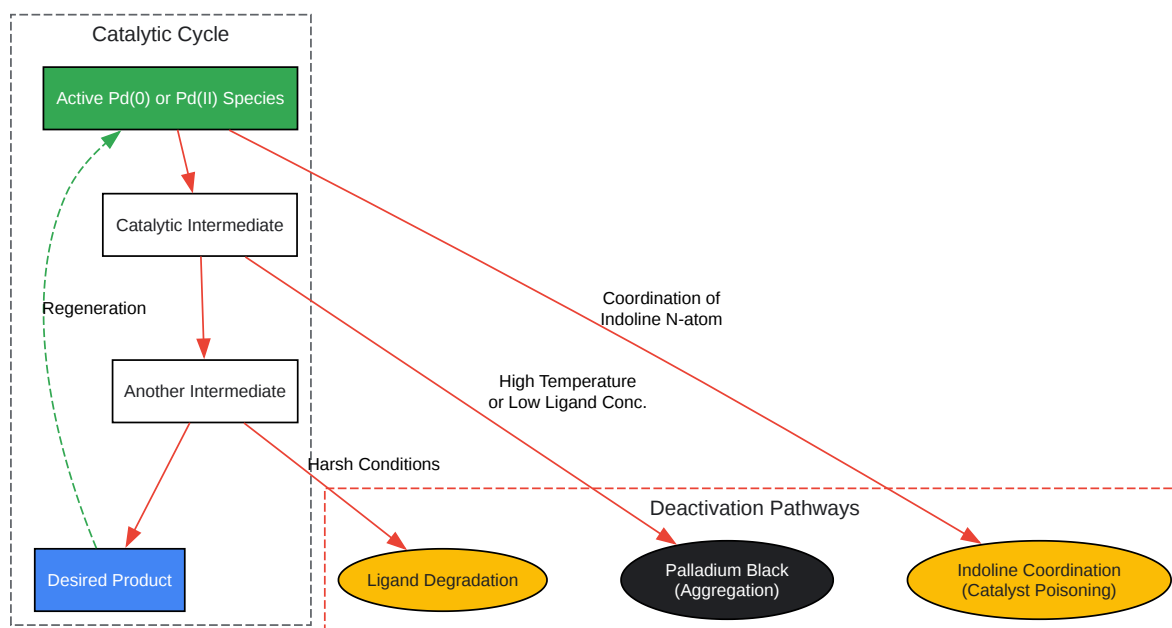 Catalytic Cycle
Active Pd(0) or Pd(II) Species
Catalytic Intermediate
Regeneration
Coordination of
Indoline N-atom
Another Intermediate
High Temperature
or Low Ligand Conc.
Harsh Conditions
Deactivation Pathways
Desired Product
Ligand Degradation
Palladium Black
(Aggregation)
Indoline Coordination
(Catalyst Poisoning)